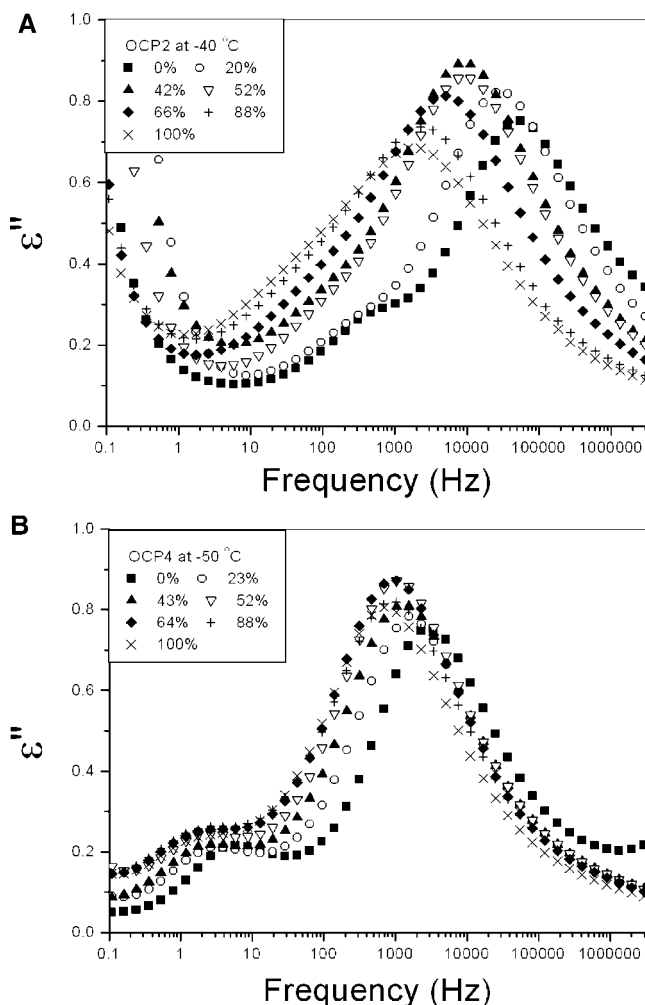 A
1.0
OCP2 at -40 °C
■ 0% ○ 20%
▲ 42% ▽ 52%
◆ 66% + 88%
× 100%
0.8
0.6
0.4
0.2
0.0
ε"
0.1 1 10 100 1000 10000 100000 1000000
Frequency (Hz)
B
1.0
OCP4 at -50 °C
■ 0% ○ 23%
▲ 43% ▽ 52%
◆ 64% + 88%
× 100%
0.8
0.6
0.4
0.2
0.0
ε"
0.1 1 10 100 1000 10000 100000 1000000
Frequency (Hz)